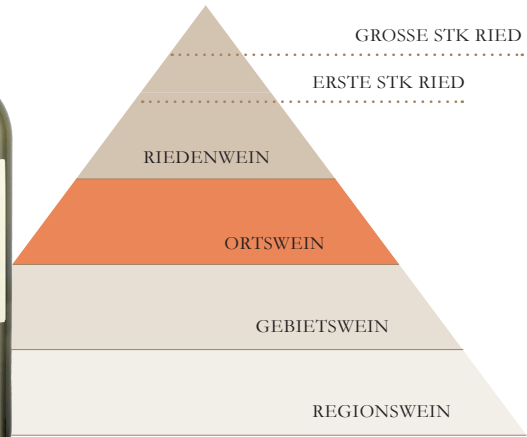 GROSSE STK RIED
ERSTE STK RIED
RIEDENWEIN
ORTSWEIN
GEBIETSWEIN
REGIONSWEIN